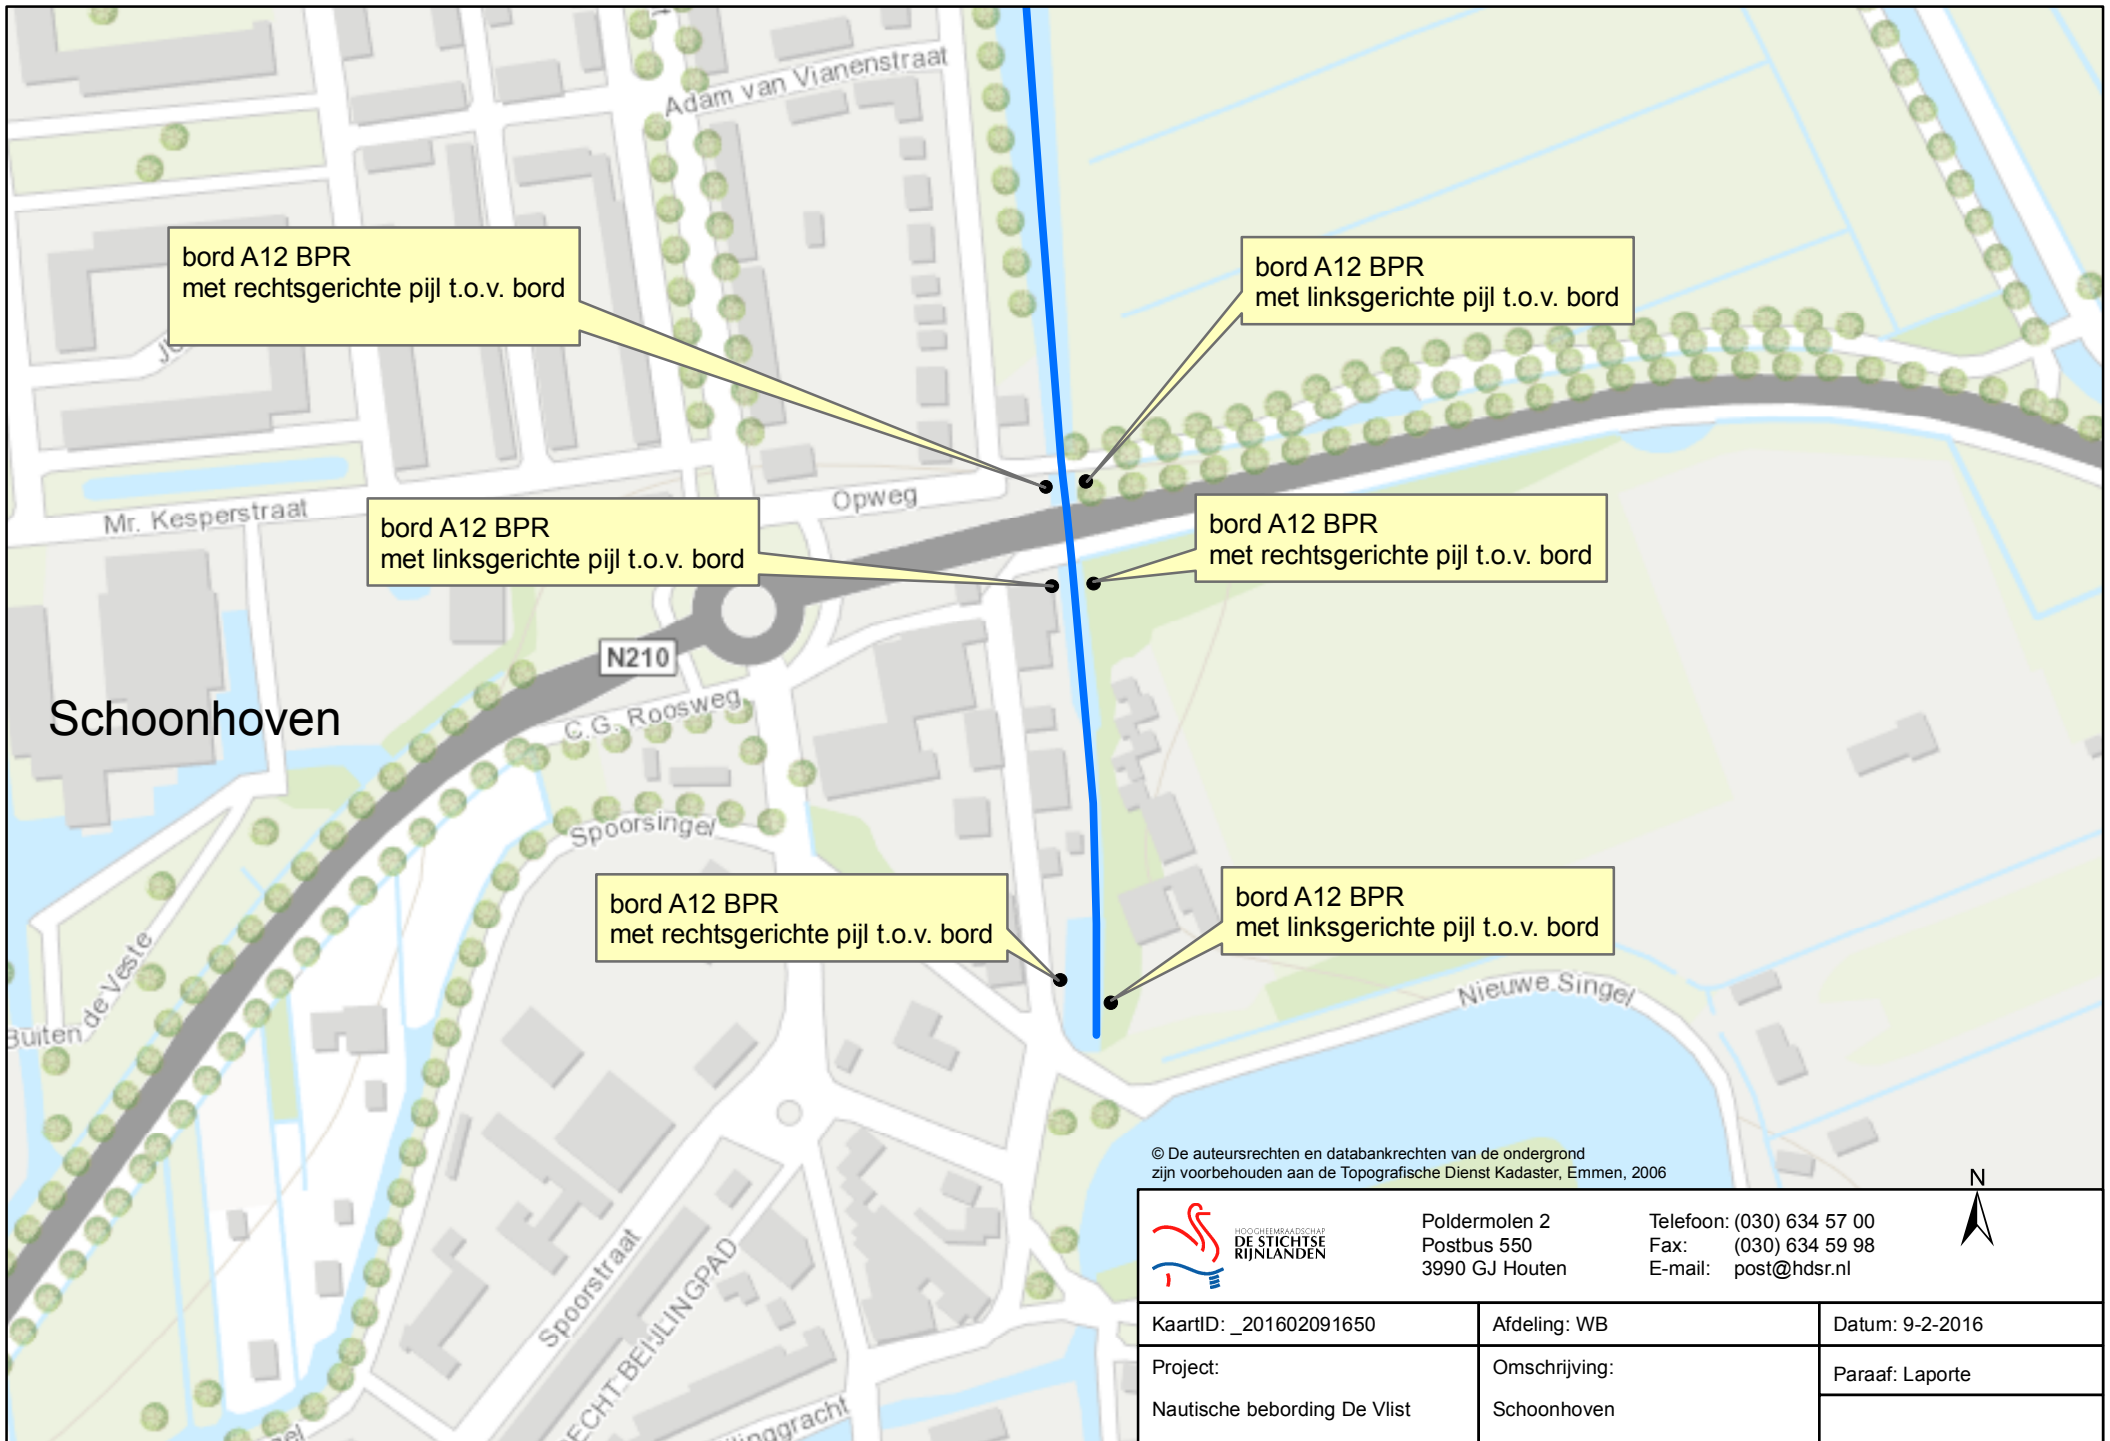 Adam van Vianenstraat
bord A12 BPR
met rechtsgerichte pijl t.o.v. bord
bord A12 BPR
met linksgerichte pijl t.o.v. bord
Mr. Kesperstraat
Opweg
bord A12 BPR
met linksgerichte pijl t.o.v. bord
bord A12 BPR
met rechtsgerichte pijl t.o.v. bord
N210
Schoonhoven
C.G. Roosweg
Spoorsingel
bord A12 BPR
met rechtsgerichte pijl t.o.v. bord
bord A12 BPR
met linksgerichte pijl t.o.v. bord
Buiten de Veste
Nieuwe Singel
Spoorstraat
ECHT BEIJLINGPAD
© De auteursrechten en databankrechten van de ondergrond
zijn voorbehouden aan de Topografische Dienst Kadaster, Emmen, 2006
N
HOOGHEEMRAADSCHAP
DE STICHTSE
RIJNLANDEN
Poldermolen 2
Postbus 550
3990 GJ Houten
Telefoon: (030) 634 57 00
Fax: (030) 634 59 98
E-mail: post@hdsr.nl
KaartID: _201602091650
Afdeling: WB
Datum: 9-2-2016
Project:
Nautische bebording De Vlist
Omschrijving:
Schoonhoven
Paraaf: Laporte